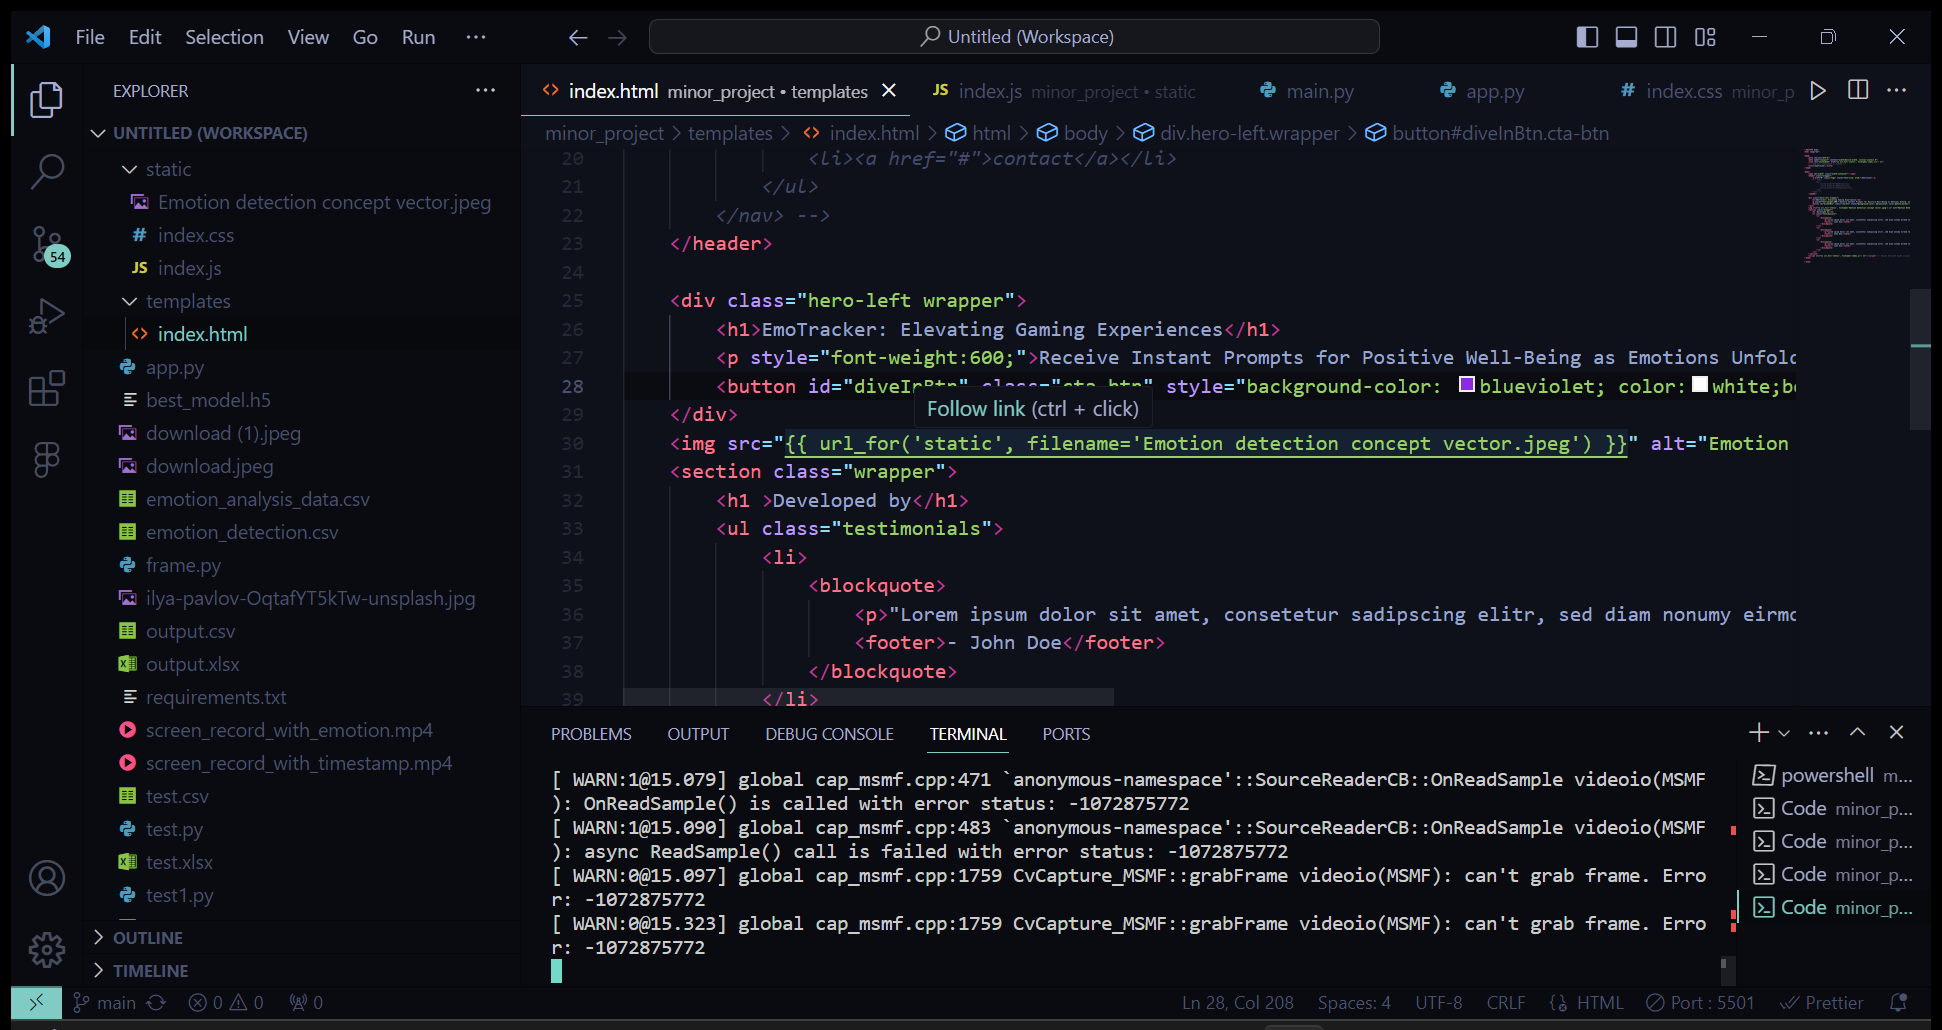 File Edit Selection View Go Run ···
Untitled (Workspace)
EXPLORER
UNTITLED (WORKSPACE)
static
Emotion detection concept vector.jpeg
# index.css
JS index.js
templates
<> index.html
app.py
best_model.h5
download (1).jpeg
download.jpeg
emotion_analysis_data.csv
emotion_detection.csv
frame.py
ilya-pavlov-OqtafYT5kTw-unsplash.jpg
output.csv
output.xlsx
requirements.txt
screen_record_with_emotion.mp4
screen_record_with_timestamp.mp4
test.csv
test.py
test.xlsx
test1.py
OUTLINE
TIMELINE
54
<> index.html minor_project • templates
JS index.js minor_project • static
main.py
app.py
# index.css minor_p
minor_project > templates > <> index.html > html > body > div.hero-left.wrapper > button#diveInBtn.cta-btn
20 <li><a href="#">contact</a></li>
21 </ul>
22 </nav> -->
23 </header>
24
25 <div class="hero-left wrapper">
26 <h1>EmoTracker: Elevating Gaming Experiences</h1>
27 <p style="font-weight:600;">Receive Instant Prompts for Positive Well-Being as Emotions Unfold
28 <button id="diveInBtn" class="cta-btn" style="background-color: blueviolet; color: white;bo
Follow link (ctrl + click)
29 </div>
30 <img src="{{ url_for('static', filename='Emotion detection concept vector.jpeg') }}" alt="Emotion
31 <section class="wrapper">
32 <h1 >Developed by</h1>
33 <ul class="testimonials">
34 <li>
35 <blockquote>
36 <p>"Lorem ipsum dolor sit amet, consetetur sadipscing elitr, sed diam nonumy eirmo
37 <footer>- John Doe</footer>
38 </blockquote>
39 </li>
PROBLEMS OUTPUT DEBUG CONSOLE TERMINAL PORTS
[ WARN:1@15.079] global cap_msmf.cpp:471 `anonymous-namespace'::SourceReaderCB::OnReadSample videoio(MSMF
): OnReadSample() is called with error status: -1072875772
[ WARN:1@15.090] global cap_msmf.cpp:483 `anonymous-namespace'::SourceReaderCB::OnReadSample videoio(MSMF
): async ReadSample() call is failed with error status: -1072875772
[ WARN:0@15.097] global cap_msmf.cpp:1759 CvCapture_MSMF::grabFrame videoio(MSMF): can't grab frame. Erro
r: -1072875772
[ WARN:0@15.323] global cap_msmf.cpp:1759 CvCapture_MSMF::grabFrame videoio(MSMF): can't grab frame. Erro
r: -1072875772
powershell m...
Code minor_p...
Code minor_p...
Code minor_p...
Code minor_p...
main 0 0 0
Ln 28, Col 208 Spaces: 4 UTF-8 CRLF HTML Port : 5501 Prettier